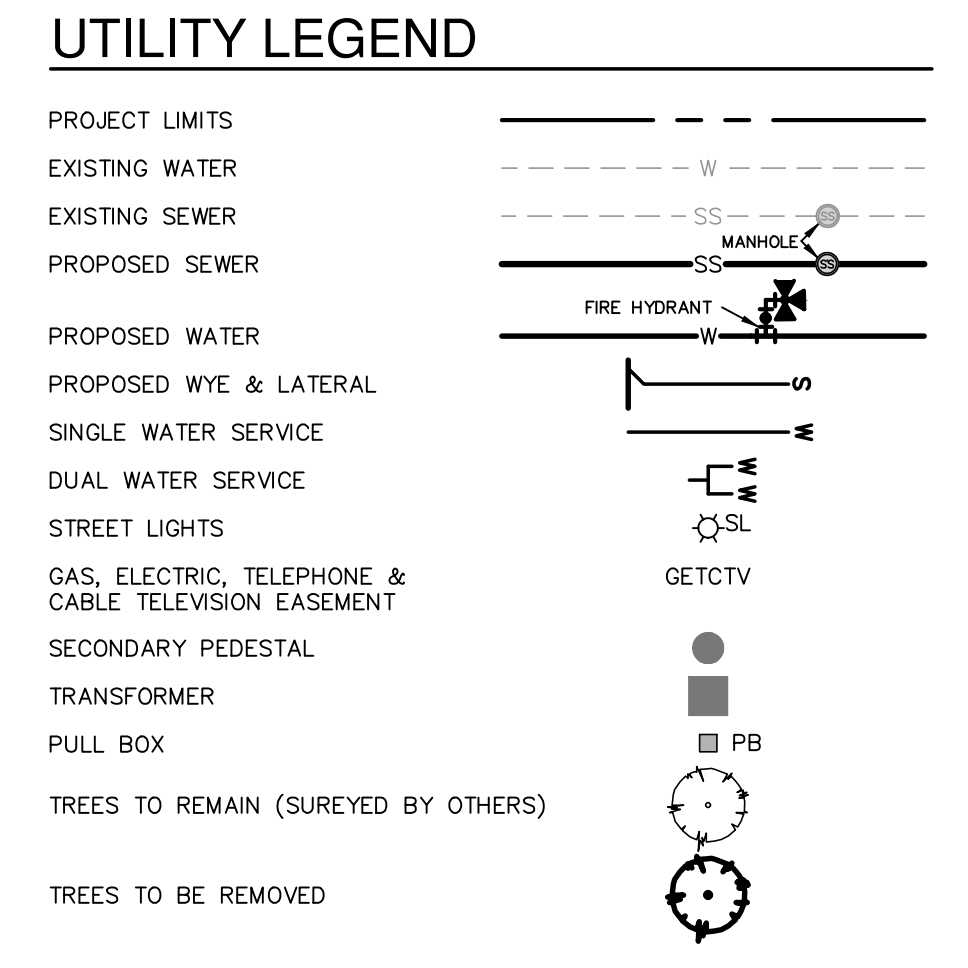 UTILITY LEGEND
PROJECT LIMITS
EXISTING WATER W
EXISTING SEWER SS SS
MANHOLE
PROPOSED SEWER SS SS
FIRE HYDRANT
PROPOSED WATER W
PROPOSED WYE & LATERAL S
SINGLE WATER SERVICE W
DUAL WATER SERVICE W W
STREET LIGHTS SL
GAS, ELECTRIC, TELEPHONE & GETCTV
CABLE TELEVISION EASEMENT
SECONDARY PEDESTAL
TRANSFORMER
PULL BOX PB
TREES TO REMAIN (SUREYED BY OTHERS)
TREES TO BE REMOVED